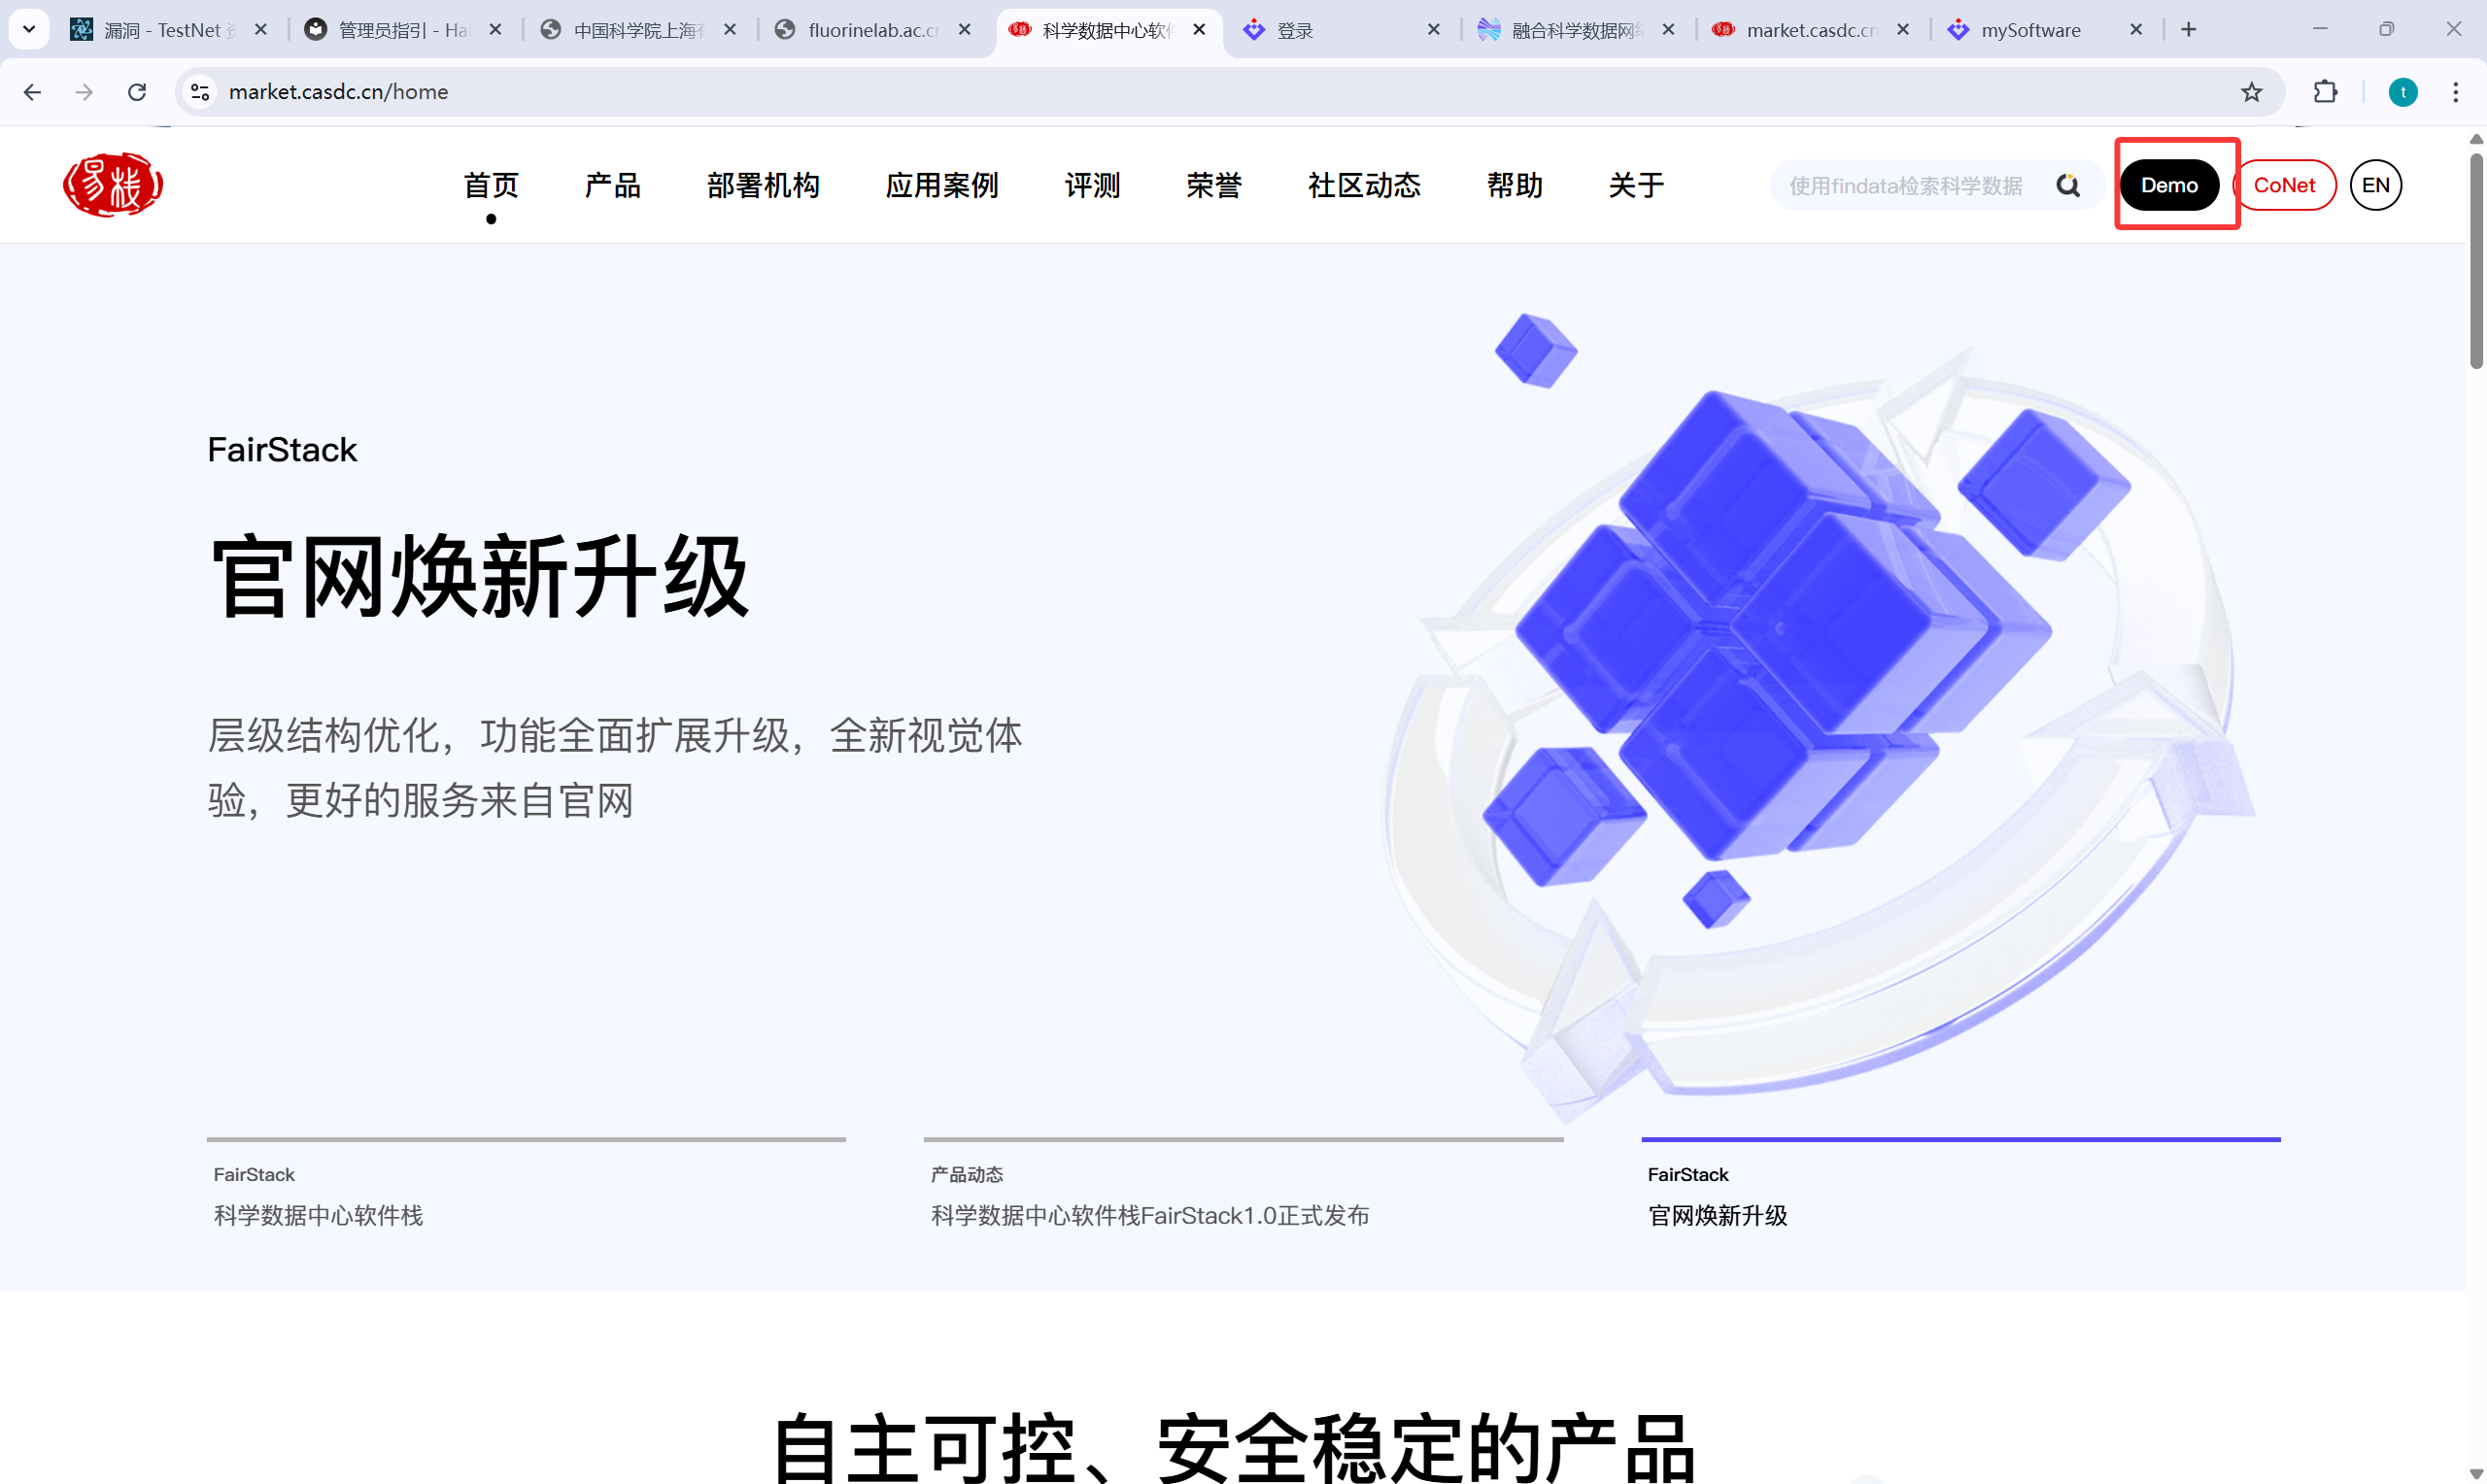 漏洞 - TestNet
管理员指引 - Ha
中国科学院上海
fluorinelab.ac.c
科学数据中心软
登录
融合科学数据网
market.casdc.cn
mySoftware
market.casdc.cn/home
t
易栈
首页
产品
部署机构
应用案例
评测
荣誉
社区动态
帮助
关于
使用findata检索科学数据
Demo
CoNet
EN
FairStack
官网焕新升级
层级结构优化，功能全面扩展升级，全新视觉体
验，更好的服务来自官网
FairStack
科学数据中心软件栈
产品动态
科学数据中心软件栈FairStack1.0正式发布
FairStack
官网焕新升级
自主可控、安全稳定的产品